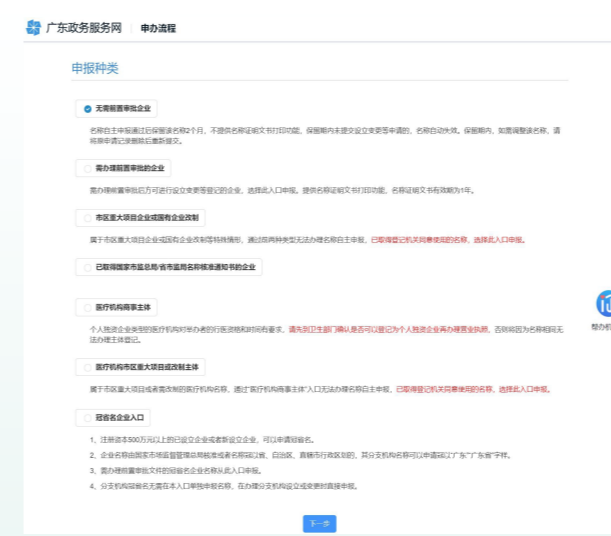 广东政务服务网 申办流程
申报种类
无需前置审批企业
名称自主申报通过后保留该名称2个月，不提供名称证明文书打印功能，保留期内未提交设立变更等申请的，名称自动失效。保留期内，如需调整该名称，请
将原申请记录删除后重新提交。
需办理前置审批的企业
需办理前置审批后方可进行设立变更等登记的企业，选择此入口申报。提供名称证明文书打印功能，名称证明文书有效期为1年。
市区重大项目企业或国有企业改制
属于市区重大项目企业或国有企业改制等特殊情形，通过前两种类型无法办理名称自主申报，已取得登记机关同意使用的名称，选择此入口申报。
已取得国家市监总局/省市监局名称核准通知书的企业
医疗机构商事主体
个人独资企业类型的医疗机构对举办者的行医资格和时间有要求，请先到卫生部门确认是否可以登记为个人独资企业再办理营业执照，否则将因为名称相同无
法办理主体登记。
医疗机构市区重大项目或改制主体
属于市区重大项目或者需改制的医疗机构名称，通过“医疗机构商事主体”入口无法办理名称自主申报，已取得登记机关同意使用的名称，选择此入口申报。
冠省名企业入口
1、注册资本500万元以上的已设立企业或者新设立企业，可以申请冠省名。
2、企业名称由国家市场监督管理总局核准或者名称冠以省、自治区、直辖市行政区划的，其分支机构名称可以申请冠以“广东”“广东省”字样。
3、需办理前置审批文件的冠省名企业名称从此入口申报。
4、分支机构冠省名无需在本入口单独申报名称，在办理分支机构设立或变更时直接申报。
下一步